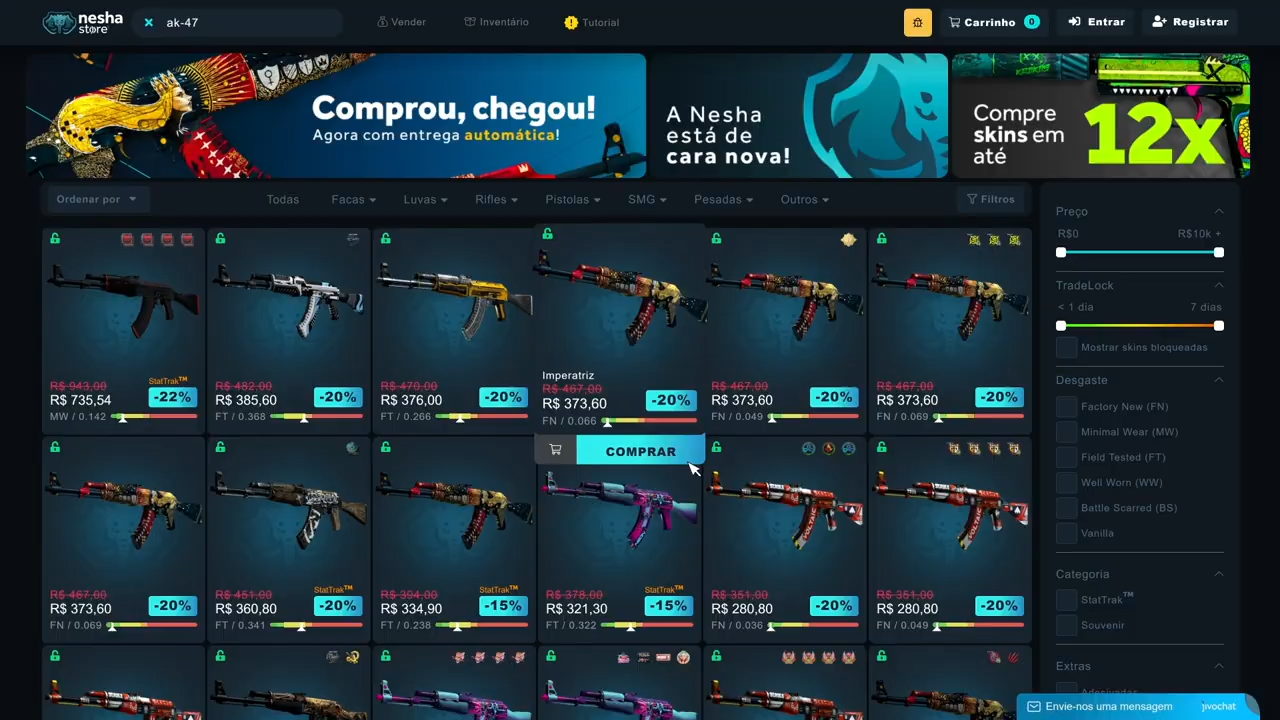 nesha store
ak-47
Vender
Inventário
Tutorial
Carrinho 0
Entrar
Registrar
Comprou, chegou!
Agora com entrega automática!
A Nesha
está de
cara nova!
Compre
skins em
até
12x
Ordenar por
Todas
Facas
Luvas
Rifles
Pistolas
SMG
Pesadas
Outros
Filtros
R$ 943,00
StatTrak™
R$ 735,54
-22%
MW / 0.142
R$ 482,00
R$ 385,60
-20%
FT / 0.368
R$ 470,00
R$ 376,00
-20%
FT / 0.266
Imperatriz
R$ 467,00
R$ 373,60
-20%
FN / 0.066
COMPRAR
R$ 467,00
R$ 373,60
-20%
FN / 0.049
R$ 467,00
R$ 373,60
-20%
FN / 0.069
R$ 467,00
R$ 373,60
-20%
FN / 0.069
R$ 451,00
StatTrak™
R$ 360,80
-20%
FT / 0.341
R$ 394,00
StatTrak™
R$ 334,90
-15%
FT / 0.238
R$ 378,00
StatTrak™
R$ 321,30
-15%
FT / 0.322
R$ 351,00
R$ 280,80
-20%
FN / 0.036
R$ 351,00
R$ 280,80
-20%
FN / 0.049
Preço
R$0
R$10k +
TradeLock
< 1 dia
7 dias
Mostrar skins bloqueadas
Desgaste
Factory New (FN)
Minimal Wear (MW)
Field Tested (FT)
Well Worn (WW)
Battle Scarred (BS)
Vanilla
Categoria
StatTrak™
Souvenir
Extras
Adesivadas
Envie-nos uma mensagem
jivochat